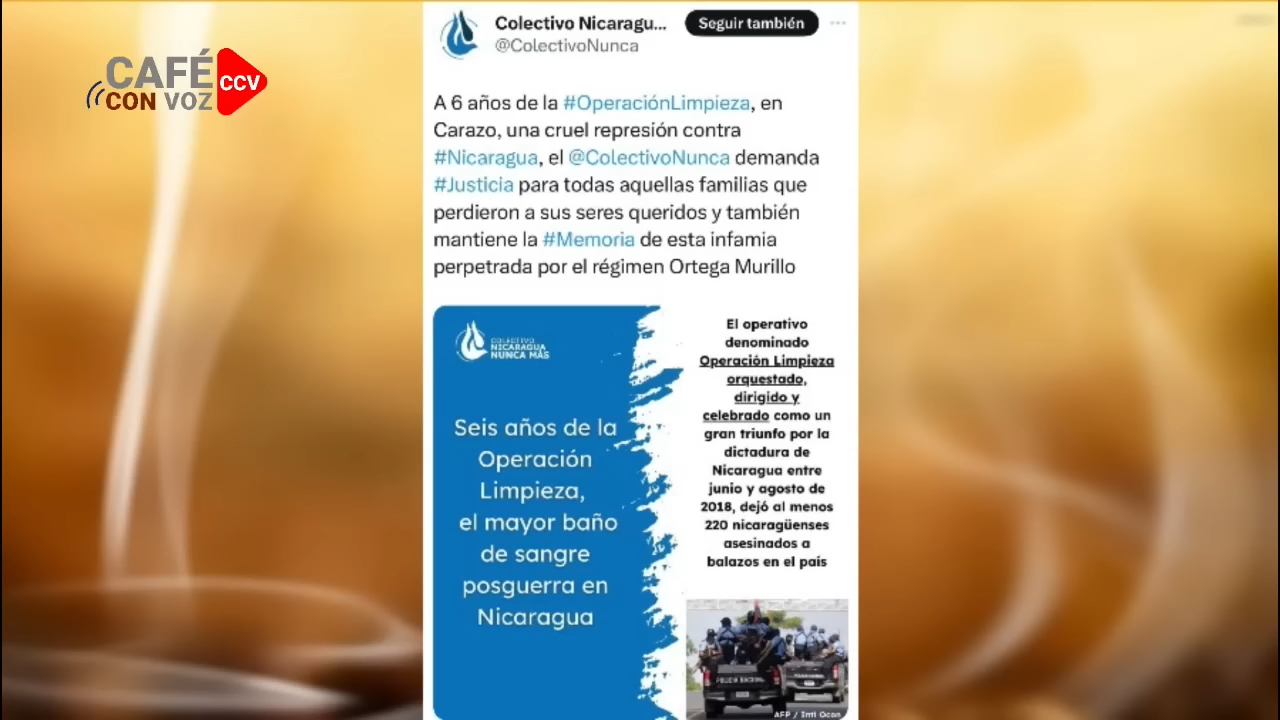 CAFÉ
CON VOZ
CCV
Colectivo Nicaragu...
Seguir también
@ColectivoNunca
A 6 años de la #OperaciónLimpieza, en
Carazo, una cruel represión contra
#Nicaragua, el @ColectivoNunca demanda
#Justicia para todas aquellas familias que
perdieron a sus seres queridos y también
mantiene la #Memoria de esta infamia
perpetrada por el régimen Ortega Murillo
COLECTIVO
NICARAGUA
NUNCA MÁS
Seis años de la
Operación
Limpieza,
el mayor baño
de sangre
posguerra en
Nicaragua
El operativo
denominado
Operación Limpieza
orquestado,
dirigido y
celebrado como un
gran triunfo por la
dictadura de
Nicaragua entre
junio y agosto de
2018, dejó al menos
220 nicaragüenses
asesinados a
balazos en el país
POLICIA NACIONAL
AFP / Inti Ocon